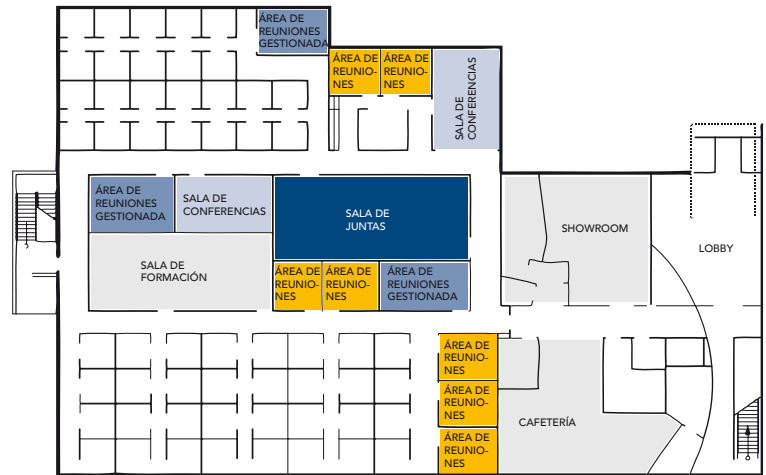 ÁREA DE
REUNIONES
GESTIONADA
ÁREA DE
REUNIO-
NES
ÁREA DE
REUNIO-
NES
SALA DE
CONFERENCIAS
ÁREA DE
REUNIONES
GESTIONADA
SALA DE
CONFERENCIAS
SALA DE
JUNTAS
SHOWROOM
LOBBY
SALA DE
FORMACIÓN
ÁREA DE
REUNIO-
NES
ÁREA DE
REUNIO-
NES
ÁREA DE
REUNIONES
GESTIONADA
ÁREA DE
REUNIO-
NES
ÁREA DE
REUNIO-
NES
CAFETERÍA
ÁREA DE
REUNIO-
NES